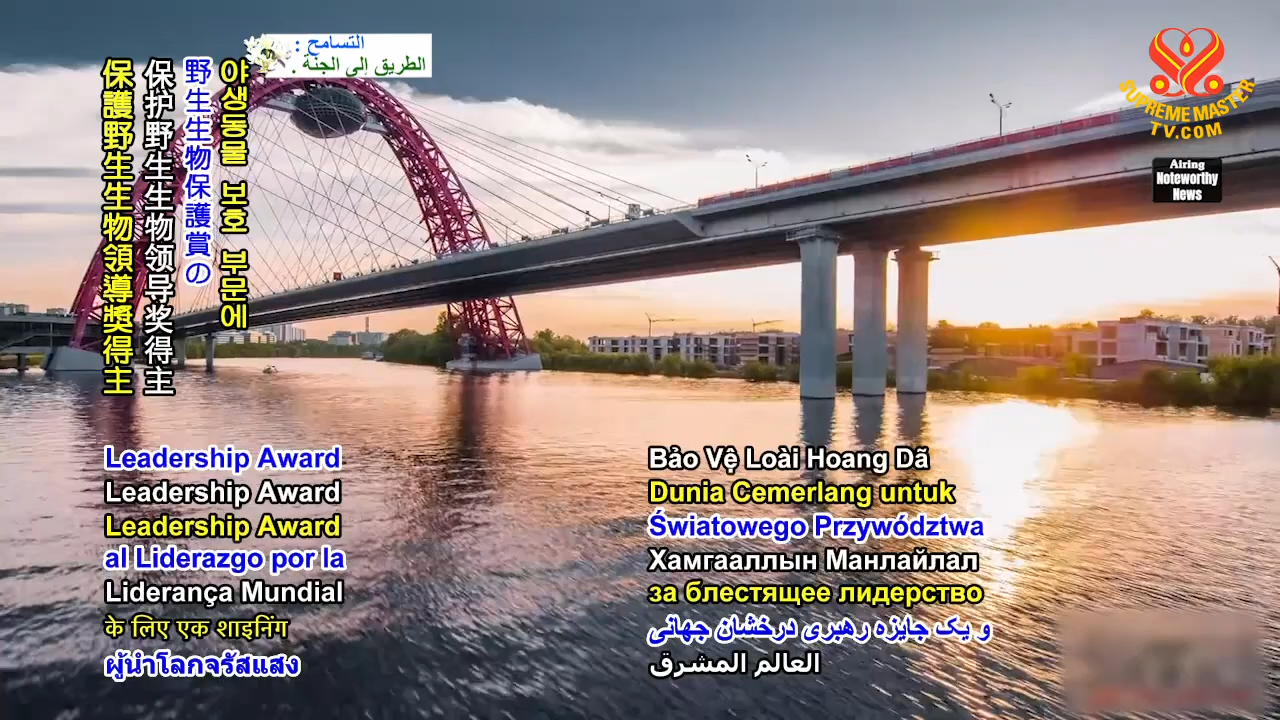 التسامح :
الطريق إلى الجنة .
SUPREME MASTER
TV.COM
Airing
Noteworthy
News
保護野生生物領導獎得主
保护野生生物领导奖得主
野生生物保護賞の
야생동물 보호 부문에
Leadership Award
Leadership Award
Leadership Award
al Liderazgo por la
Liderança Mundial
के लिए एक शाइनिंग
ผู้นำโลกจรัสแสง
Bảo Vệ Loài Hoang Dã
Dunia Cemerlang untuk
Światowego Przywództwa
Хамгааллын Манлайлал
за блестящее лидерство
و یک جایزه رهبری درخشان جهانی
العالم المشرق